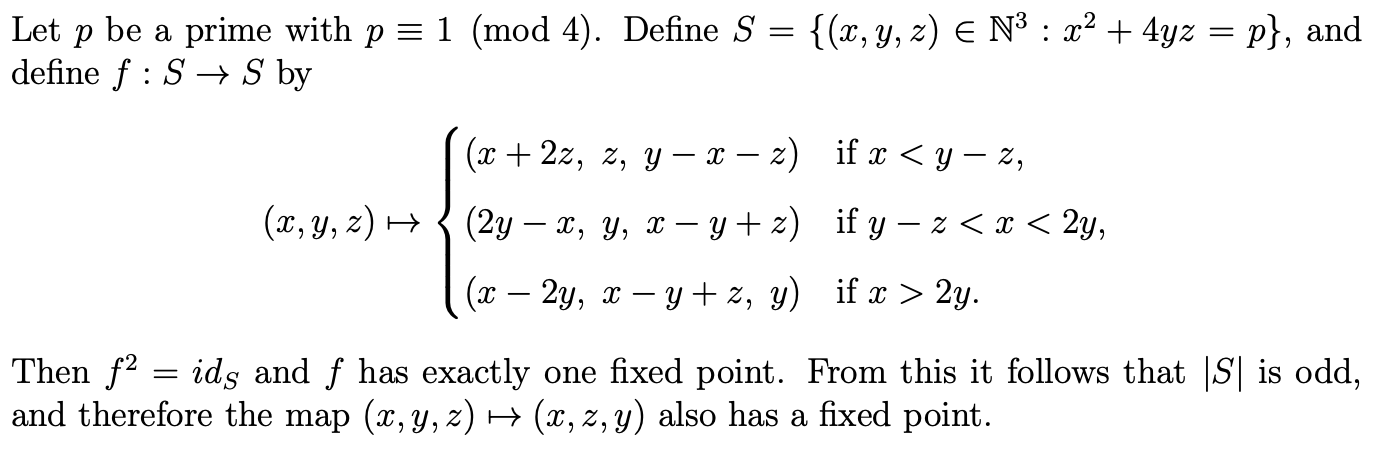 Let p be a prime with p ≡ 1 (mod 4). Define S = {(x, y, z) ∈ ℕ³ : x² + 4yz = p}, and
define f : S → S by
(x + 2z, z, y − x − z) if x < y − z,
(x, y, z) ↦ { (2y − x, y, x − y + z) if y − z < x < 2y,
(x − 2y, x − y + z, y) if x > 2y.
Then f² = id_S and f has exactly one fixed point. From this it follows that |S| is odd,
and therefore the map (x, y, z) ↦ (x, z, y) also has a fixed point.